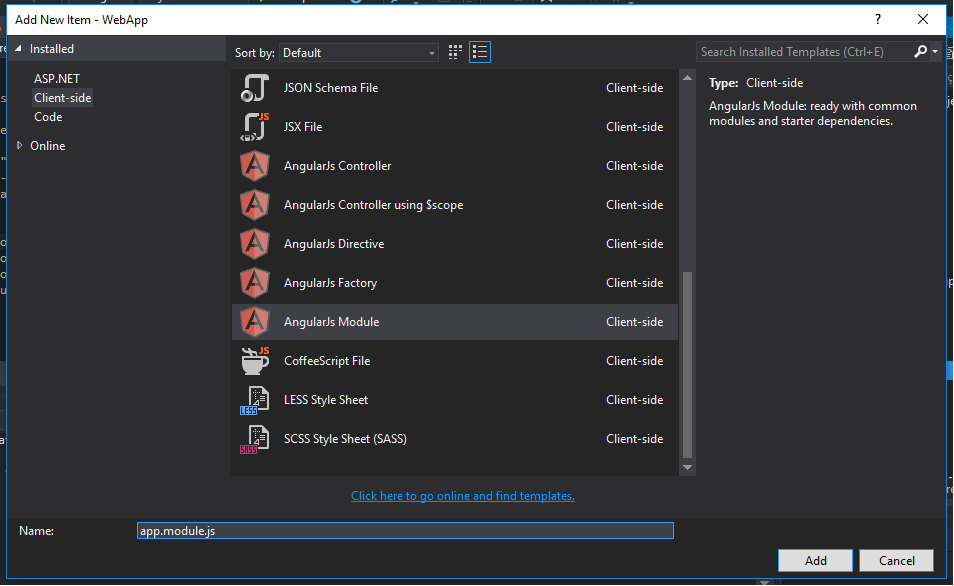 Add New Item - WebApp
?
Installed
Sort by: Default
Search Installed Templates (Ctrl+E)
ASP.NET
Client-side
Code
Online
JSON Schema File Client-side
JS
JSX File Client-side
AngularJs Controller Client-side
AngularJs Controller using $scope Client-side
AngularJs Directive Client-side
AngularJs Factory Client-side
AngularJs Module Client-side
JS
CoffeeScript File Client-side
LESS
LESS Style Sheet Client-side
SASS
SCSS Style Sheet (SASS) Client-side
Type: Client-side
AngularJs Module: ready with common
modules and starter dependencies.
Click here to go online and find templates.
Name: app.module.js
Add Cancel